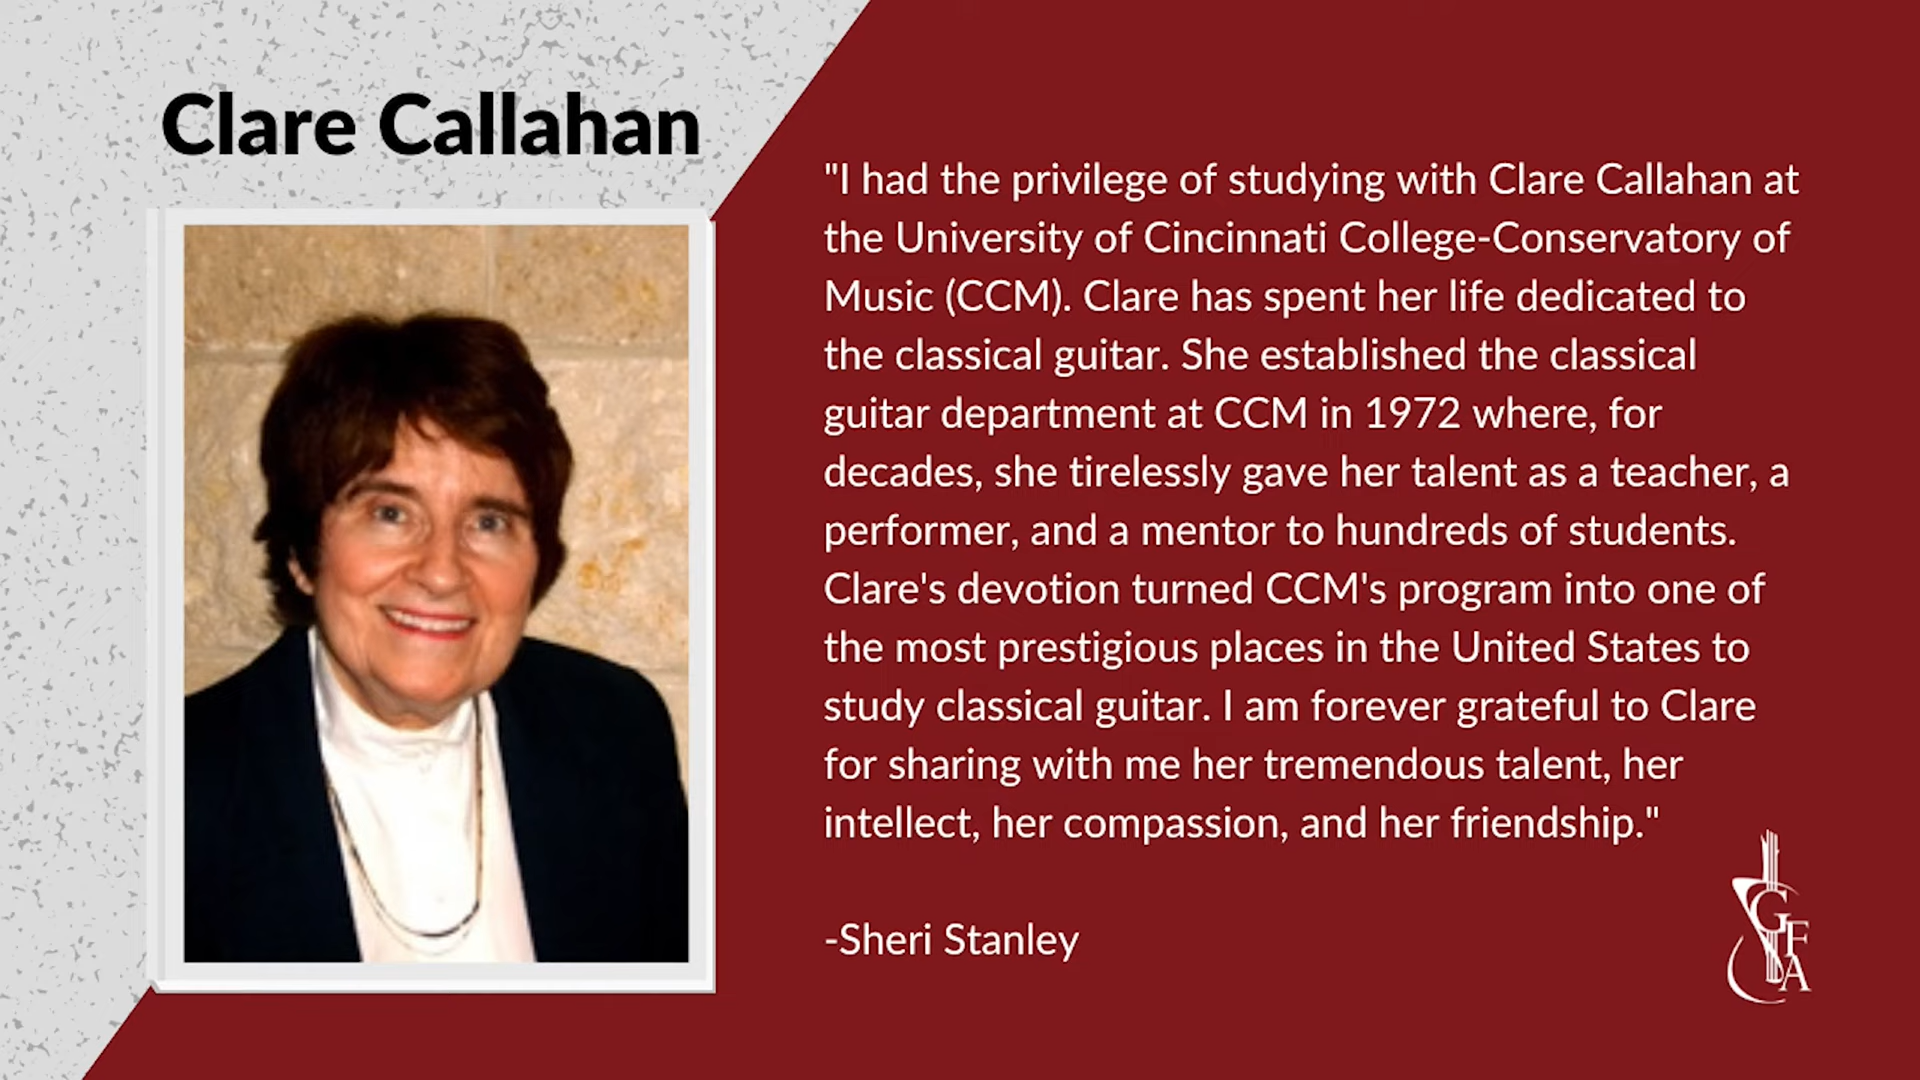 Clare Callahan
"I had the privilege of studying with Clare Callahan at
the University of Cincinnati College-Conservatory of
Music (CCM). Clare has spent her life dedicated to
the classical guitar. She established the classical
guitar department at CCM in 1972 where, for
decades, she tirelessly gave her talent as a teacher, a
performer, and a mentor to hundreds of students.
Clare's devotion turned CCM's program into one of
the most prestigious places in the United States to
study classical guitar. I am forever grateful to Clare
for sharing with me her tremendous talent, her
intellect, her compassion, and her friendship."
-Sheri Stanley
GFA